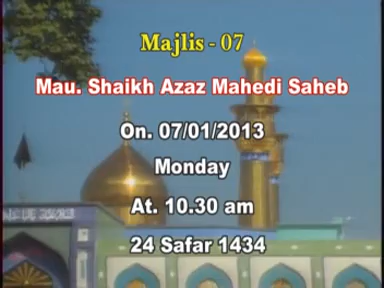 Majlis - 07
Mau. Shaikh Azaz Mahedi Saheb
On. 07/01/2013
Monday
At. 10.30 am
24 Safar 1434